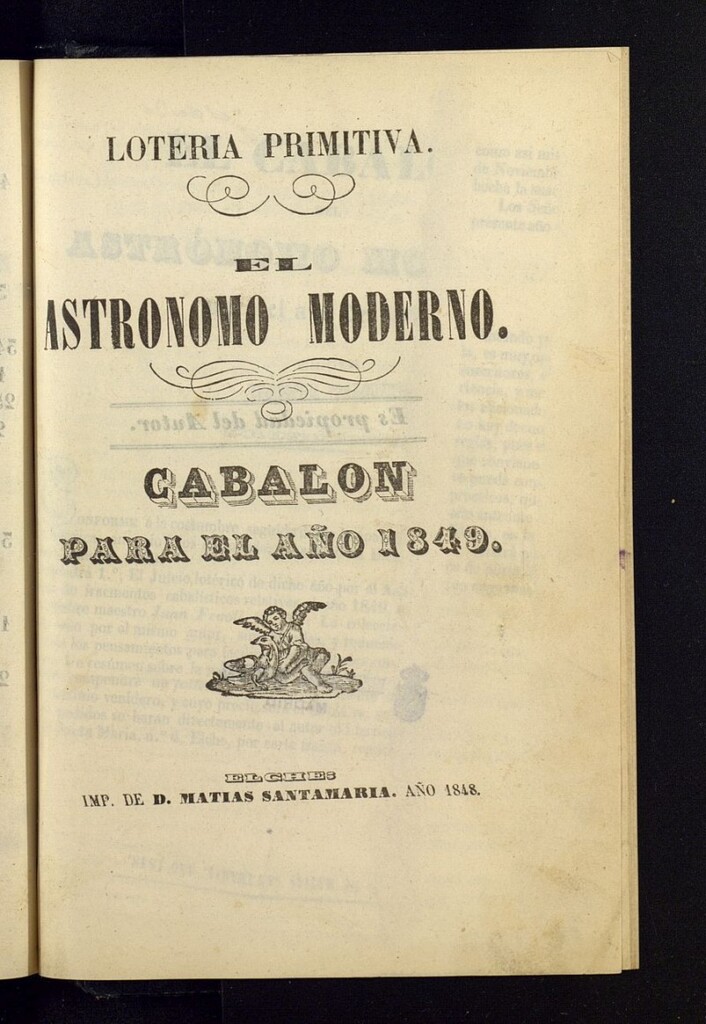 LOTERIA PRIMITIVA.
EL
ASTRONOMO MODERNO.
CABALON
PARA EL AÑO 1849.
ELCHE:
IMP. DE D. MATIAS SANTAMARIA. AÑO 1848.